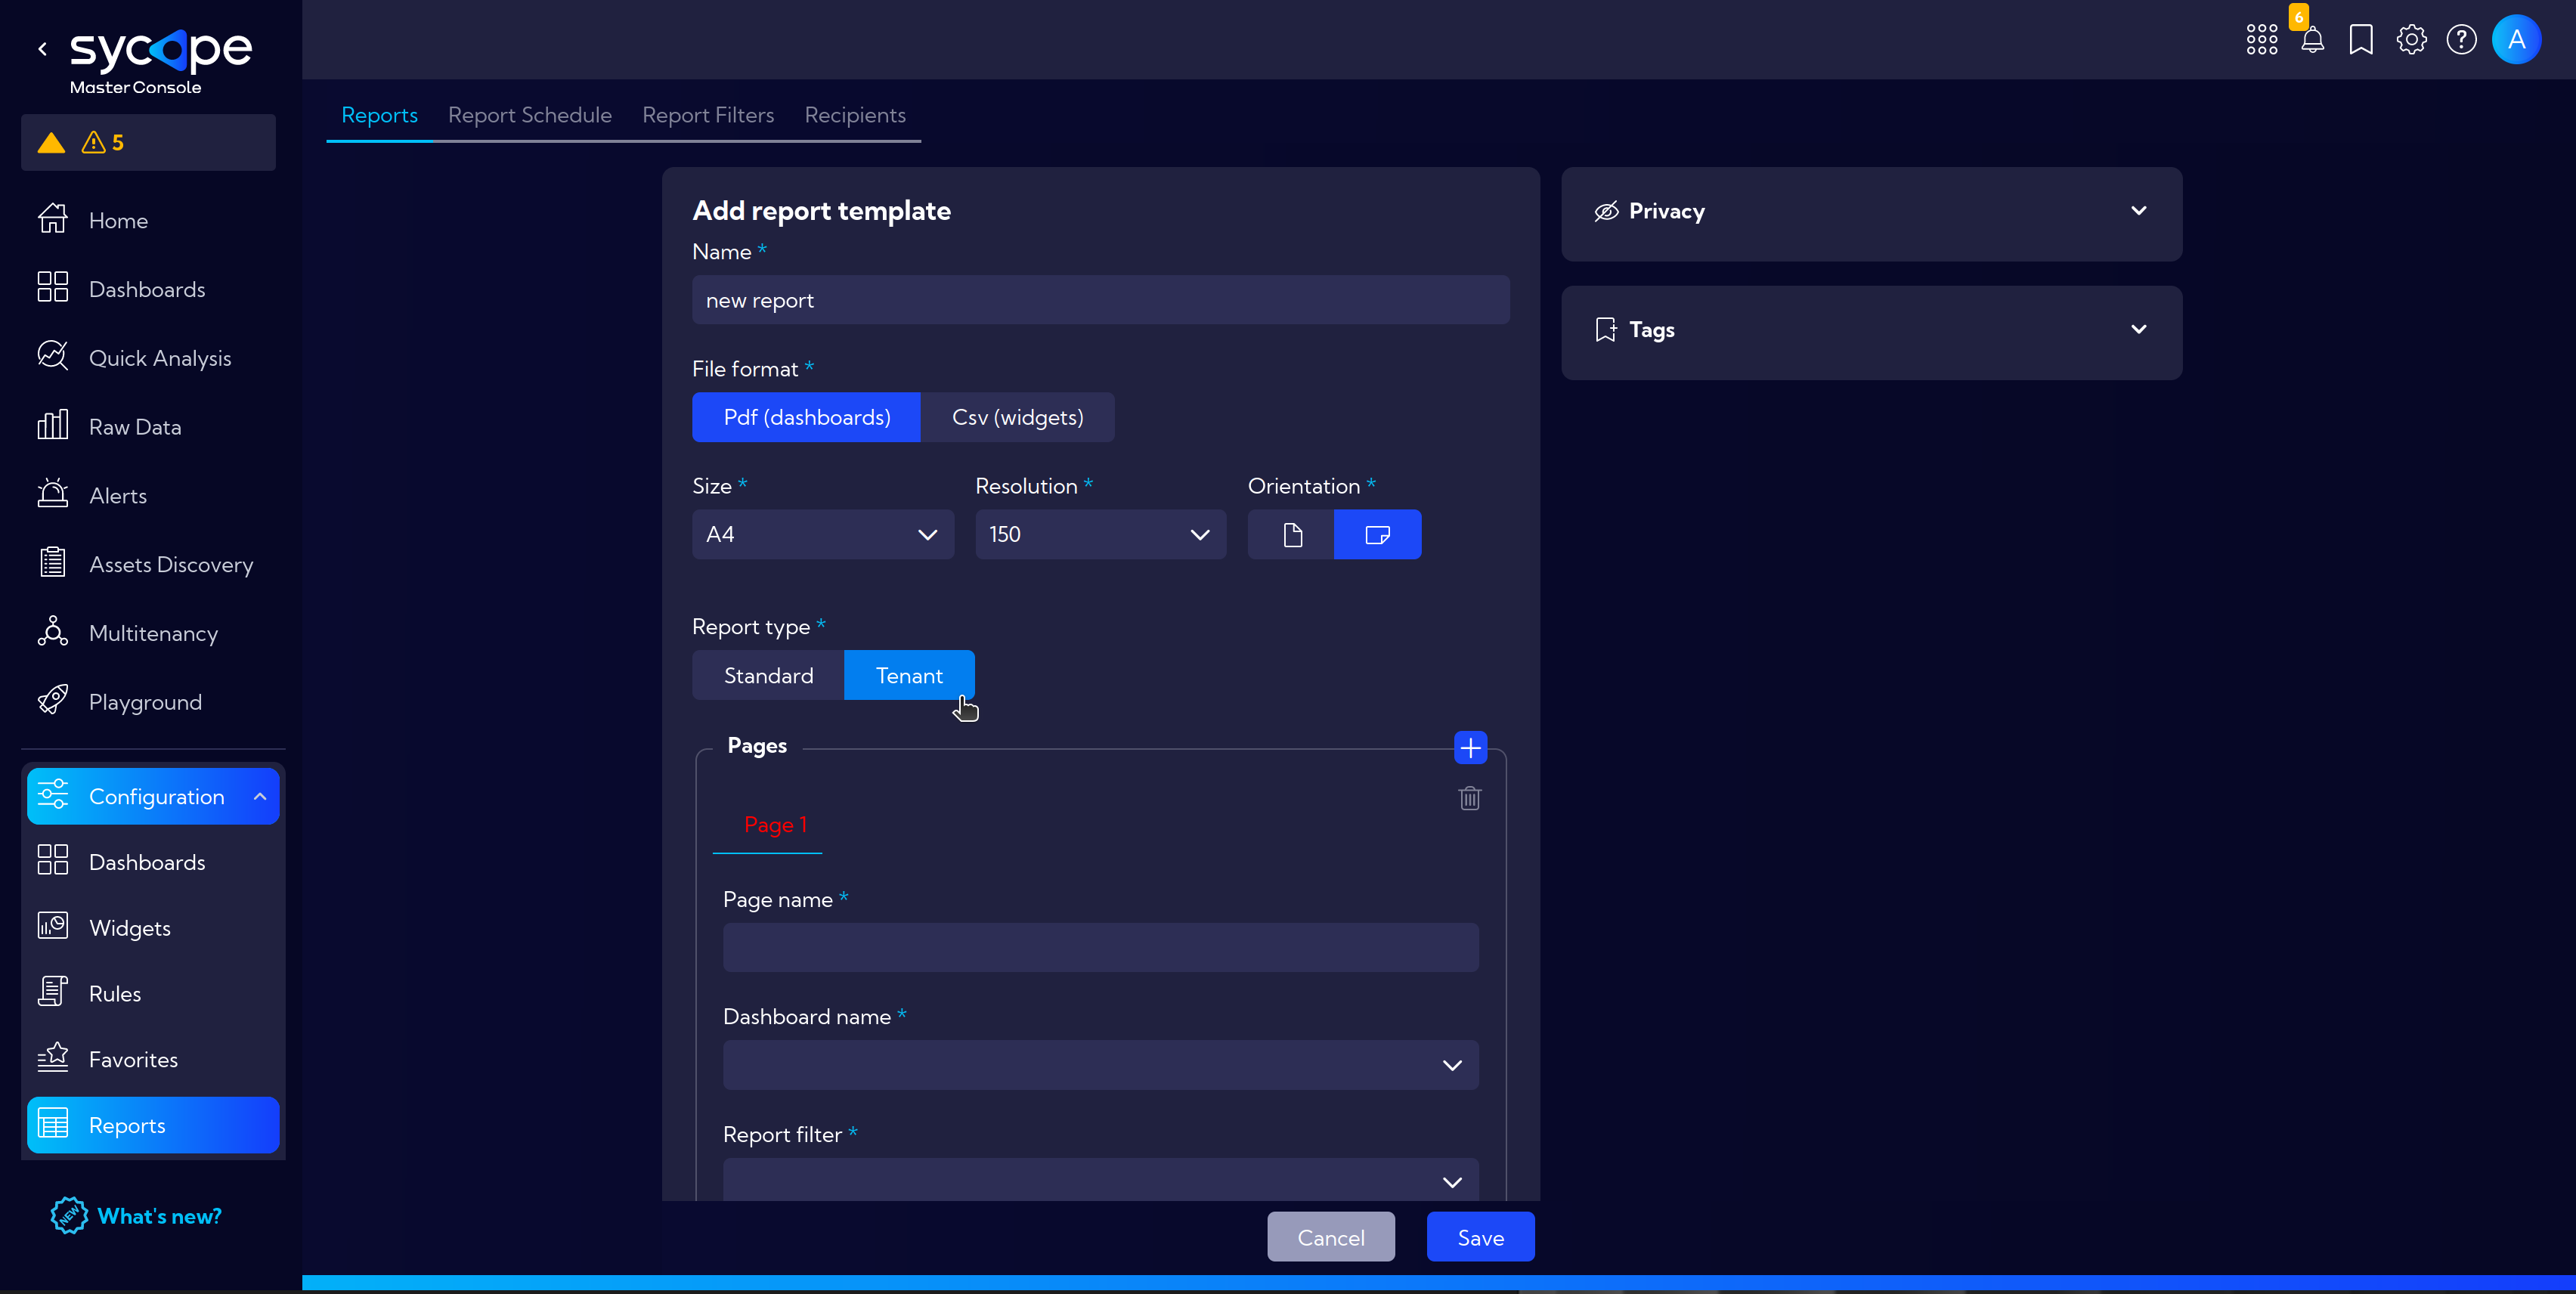 sycope
Master Console
5
Home
Dashboards
Quick Analysis
Raw Data
Alerts
Assets Discovery
Multitenancy
Playground
Configuration
Dashboards
Widgets
Rules
Favorites
Reports
NEW What's new?
6
A
Reports Report Schedule Report Filters Recipients
Add report template
Name *
new report
File format *
Pdf (dashboards) Csv (widgets)
Size * Resolution * Orientation *
A4 150
Report type *
Standard Tenant
Pages
Page 1
Page name *
Dashboard name *
Report filter *
Cancel Save
Privacy
Tags